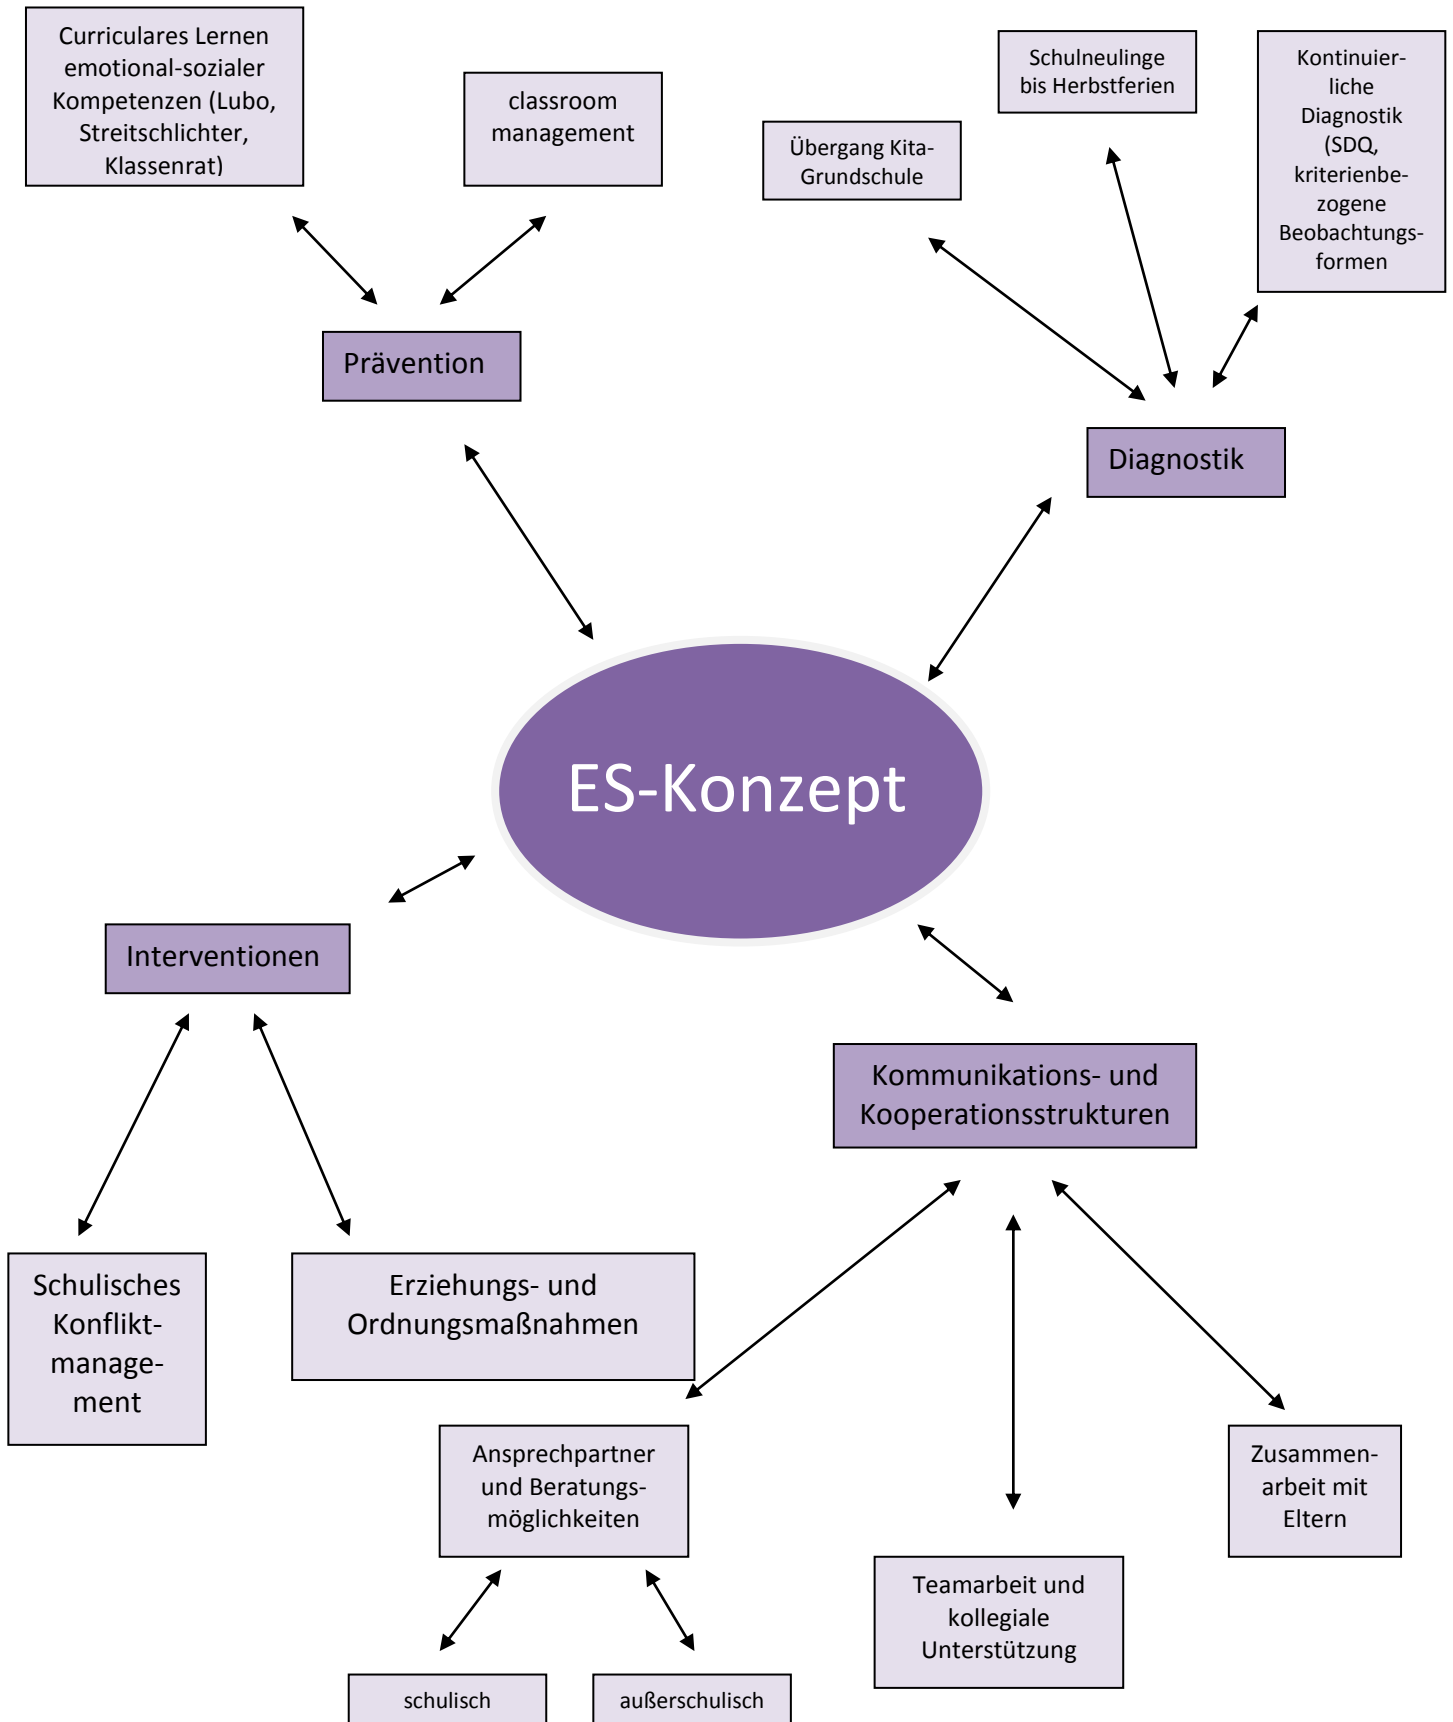 Curriculares Lernen
emotional-sozialer
Kompetenzen (Lubo,
Streitschlichter,
Klassenrat)
classroom
management
Schulneulinge
bis Herbstferien
Kontinuier-
liche
Diagnostik
(SDQ,
kriterienbe-
zogene
Beobachtungs-
formen
Übergang Kita-
Grundschule
Prävention
Diagnostik
ES-Konzept
Interventionen
Kommunikations- und
Kooperationsstrukturen
Schulisches
Konflikt-
manage-
ment
Erziehungs- und
Ordnungsmaßnahmen
Ansprechpartner
und Beratungs-
möglichkeiten
Zusammen-
arbeit mit
Eltern
Teamarbeit und
kollegiale
Unterstützung
schulisch
außerschulisch